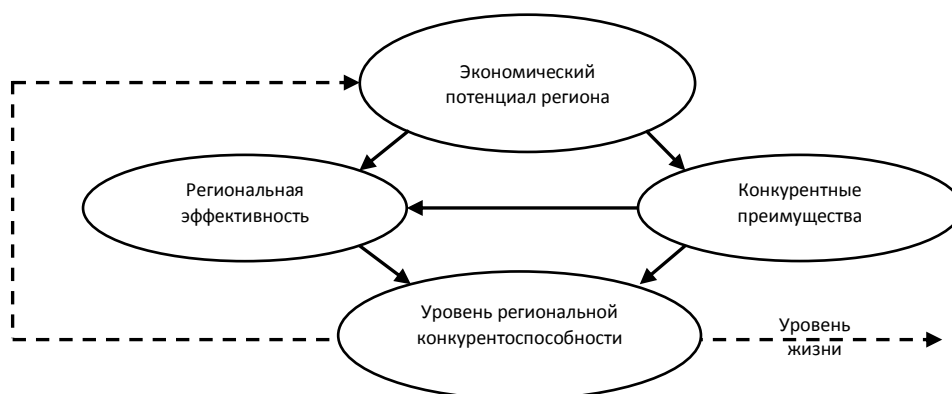 Экономический
потенциал региона
Региональная
эффективность
Конкурентные
преимущества
Уровень региональной
конкурентоспособности
Уровень
жизни